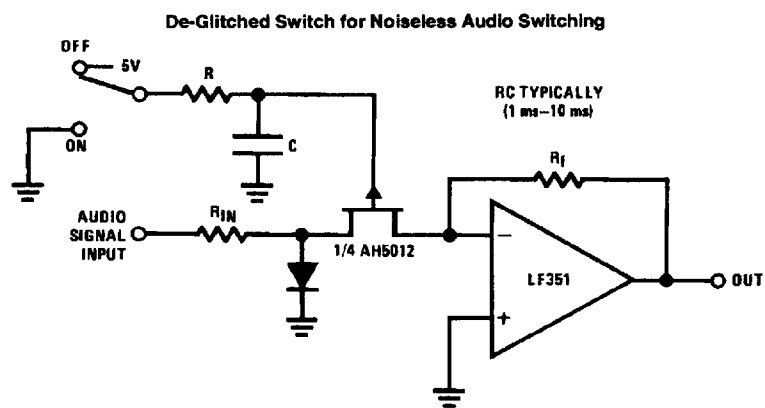 De-Glitched Switch for Noiseless Audio Switching
OFF
5V
R
RC TYPICALLY
(1 ms–10 ms)
ON
C
Rf
AUDIO
SIGNAL
INPUT
RIN
1/4 AH5012
−
LF351
OUT
+